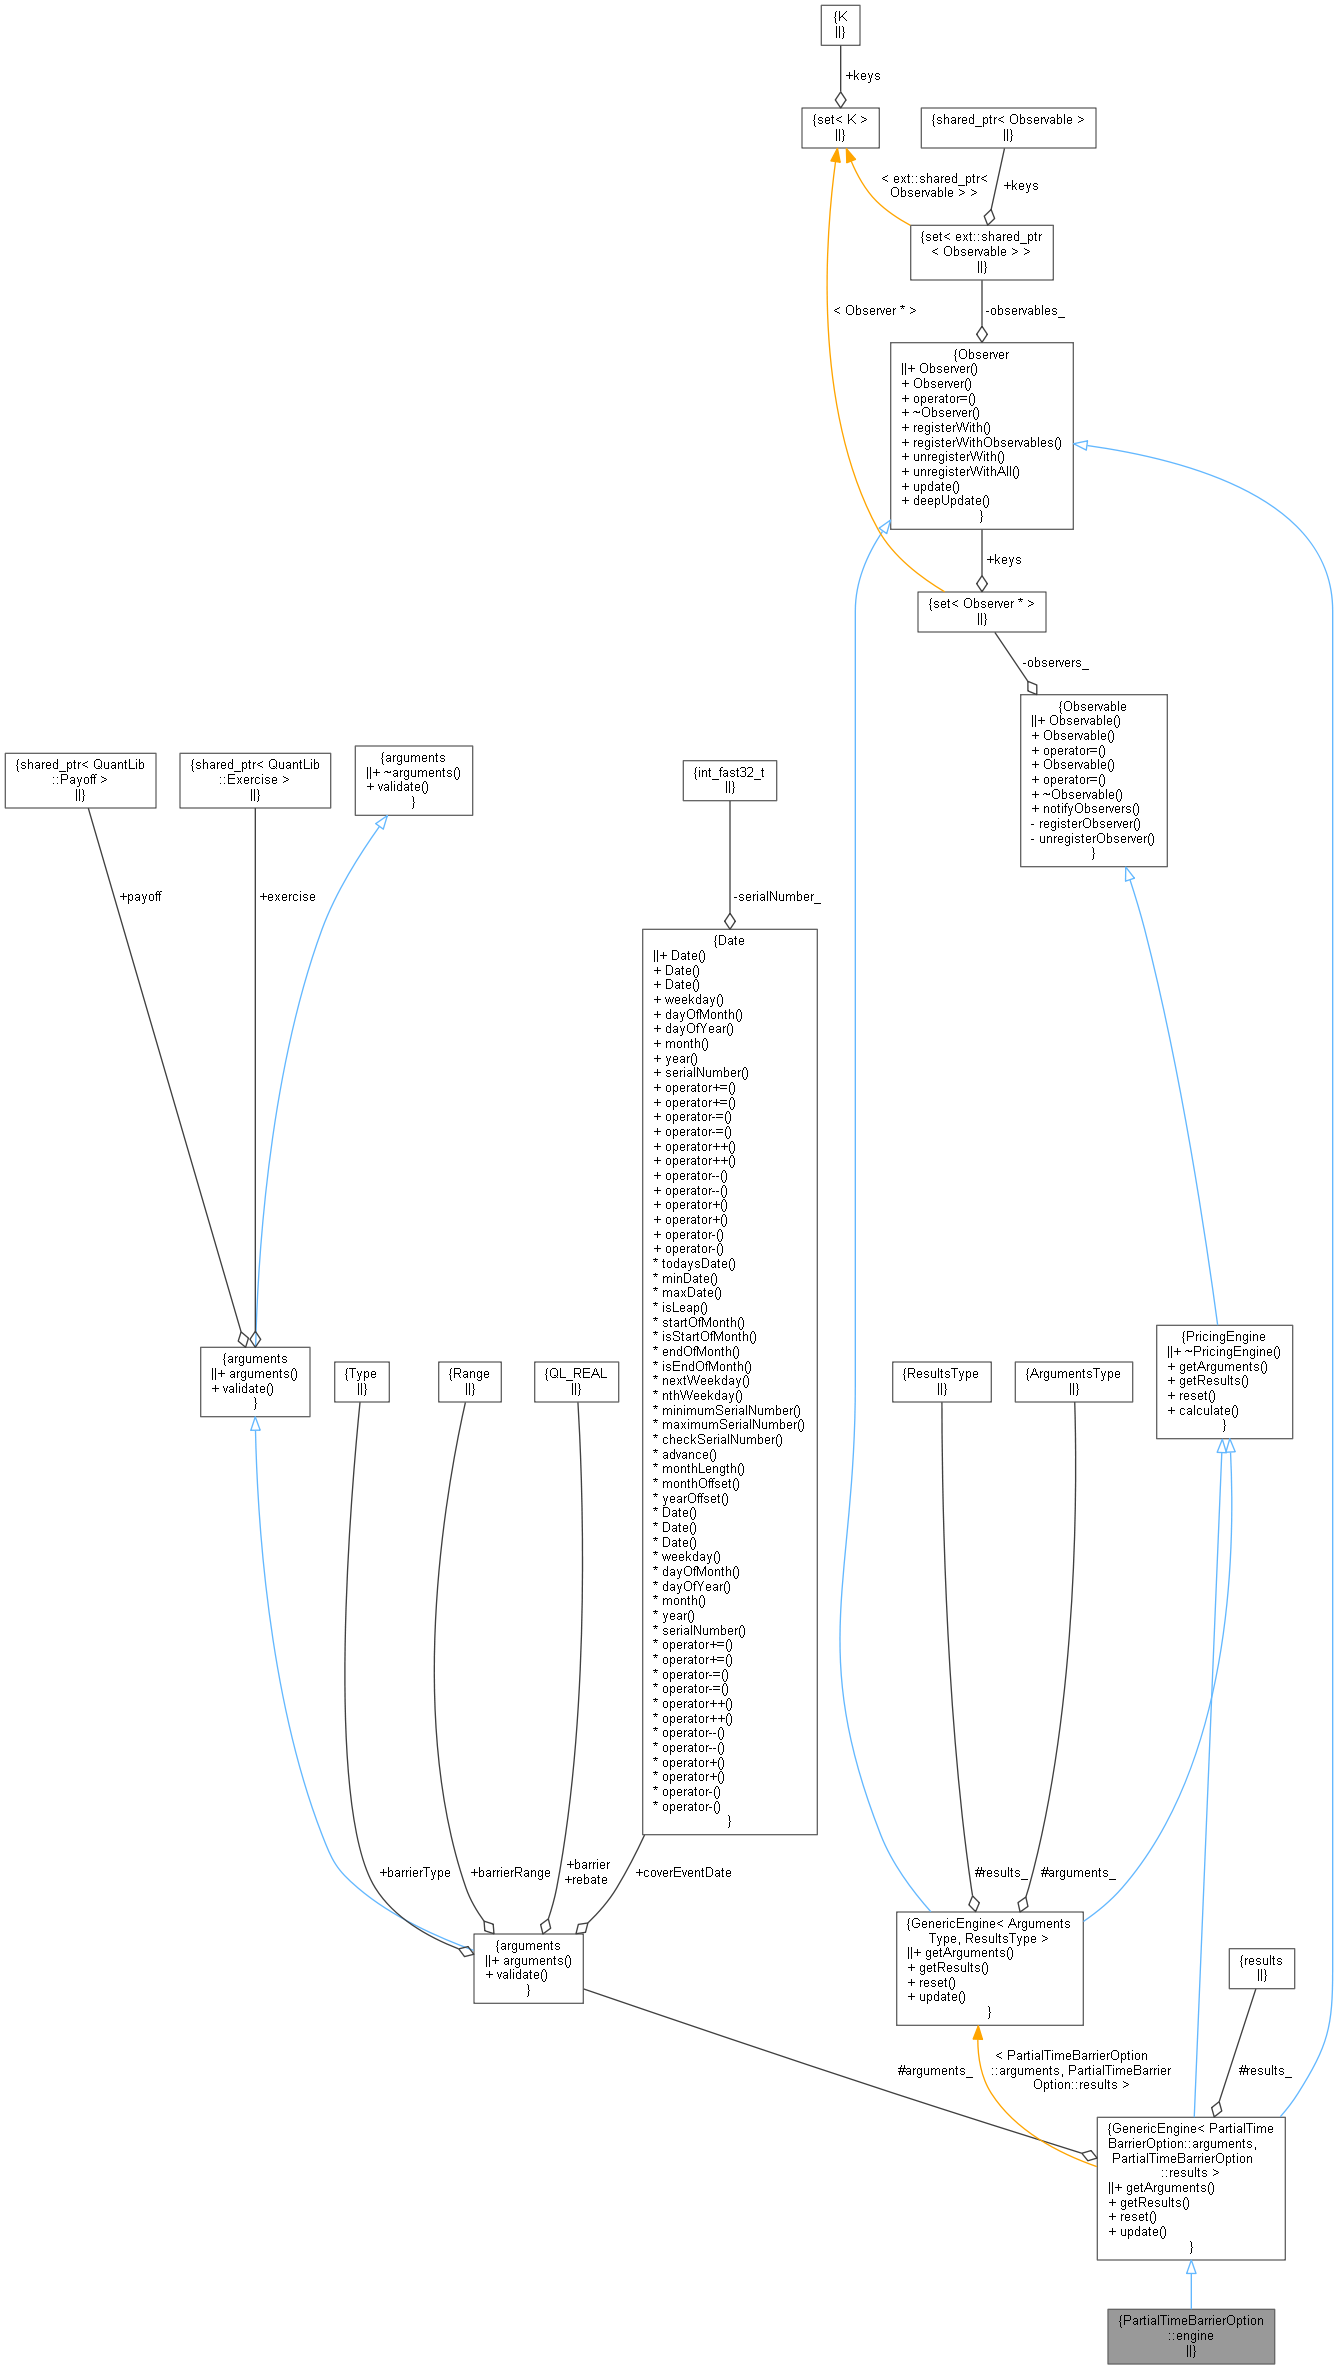 {K
||}
+keys
{set< K >
||}
{shared_ptr< Observable >
||}
< ext::shared_ptr<
Observable > >
+keys
{set< ext::shared_ptr
< Observable > >
||}
< Observer * >
-observables_
{Observer
||+ Observer()
+ Observer()
+ operator=()
+ ~Observer()
+ registerWith()
+ registerWithObservables()
+ unregisterWith()
+ unregisterWithAll()
+ update()
+ deepUpdate()
}
+keys
{set< Observer * >
||}
-observers_
{Observable
||+ Observable()
+ Observable()
+ operator=()
+ Observable()
+ operator=()
+ ~Observable()
+ notifyObservers()
- registerObserver()
- unregisterObserver()
}
{shared_ptr< QuantLib
::Payoff >
||}
{shared_ptr< QuantLib
::Exercise >
||}
{arguments
||+ ~arguments()
+ validate()
}
{int_fast32_t
||}
+payoff
+exercise
-serialNumber_
{Date
||+ Date()
+ Date()
+ Date()
+ weekday()
+ dayOfMonth()
+ dayOfYear()
+ month()
+ year()
+ serialNumber()
+ operator+=()
+ operator+=()
+ operator-=()
+ operator-=()
+ operator++()
+ operator++()
+ operator--()
+ operator--()
+ operator+()
+ operator+()
+ operator-()
+ operator-()
* todaysDate()
* minDate()
* maxDate()
* isLeap()
* startOfMonth()
* isStartOfMonth()
* endOfMonth()
* isEndOfMonth()
* nextWeekday()
* nthWeekday()
* minimumSerialNumber()
* maximumSerialNumber()
* checkSerialNumber()
* advance()
* monthLength()
* monthOffset()
* yearOffset()
* Date()
* Date()
* Date()
* weekday()
* dayOfMonth()
* dayOfYear()
* month()
* year()
* serialNumber()
* operator+=()
* operator+=()
* operator-=()
* operator-=()
* operator++()
* operator++()
* operator--()
* operator--()
* operator+()
* operator+()
* operator-()
* operator-()
}
{PricingEngine
||+ ~PricingEngine()
+ getArguments()
+ getResults()
+ reset()
+ calculate()
}
{arguments
||+ arguments()
+ validate()
}
{Type
||}
{Range
||}
{QL_REAL
||}
{ResultsType
||}
{ArgumentsType
||}
+barrierType
+barrierRange
+barrier
+rebate
+coverEventDate
#results_
#arguments_
{arguments
||+ arguments()
+ validate()
}
{GenericEngine< Arguments
Type, ResultsType >
||+ getArguments()
+ getResults()
+ reset()
+ update()
}
{results
||}
#arguments_
< PartialTimeBarrierOption
::arguments, PartialTimeBarrier
Option::results >
#results_
{GenericEngine< PartialTime
BarrierOption::arguments,
PartialTimeBarrierOption
::results >
||+ getArguments()
+ getResults()
+ reset()
+ update()
}
{PartialTimeBarrierOption
::engine
||}